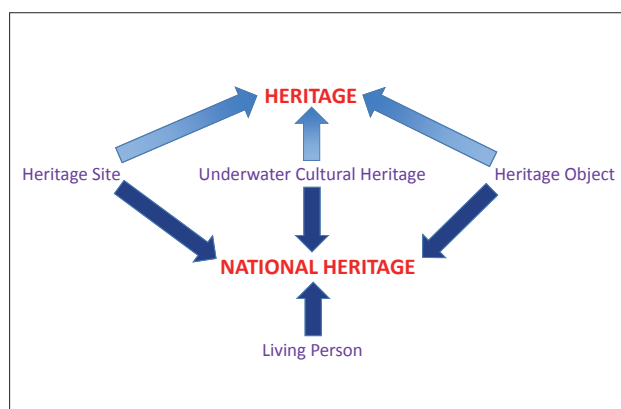 HERITAGE
Heritage Site
Underwater Cultural Heritage
Heritage Object
NATIONAL HERITAGE
Living Person